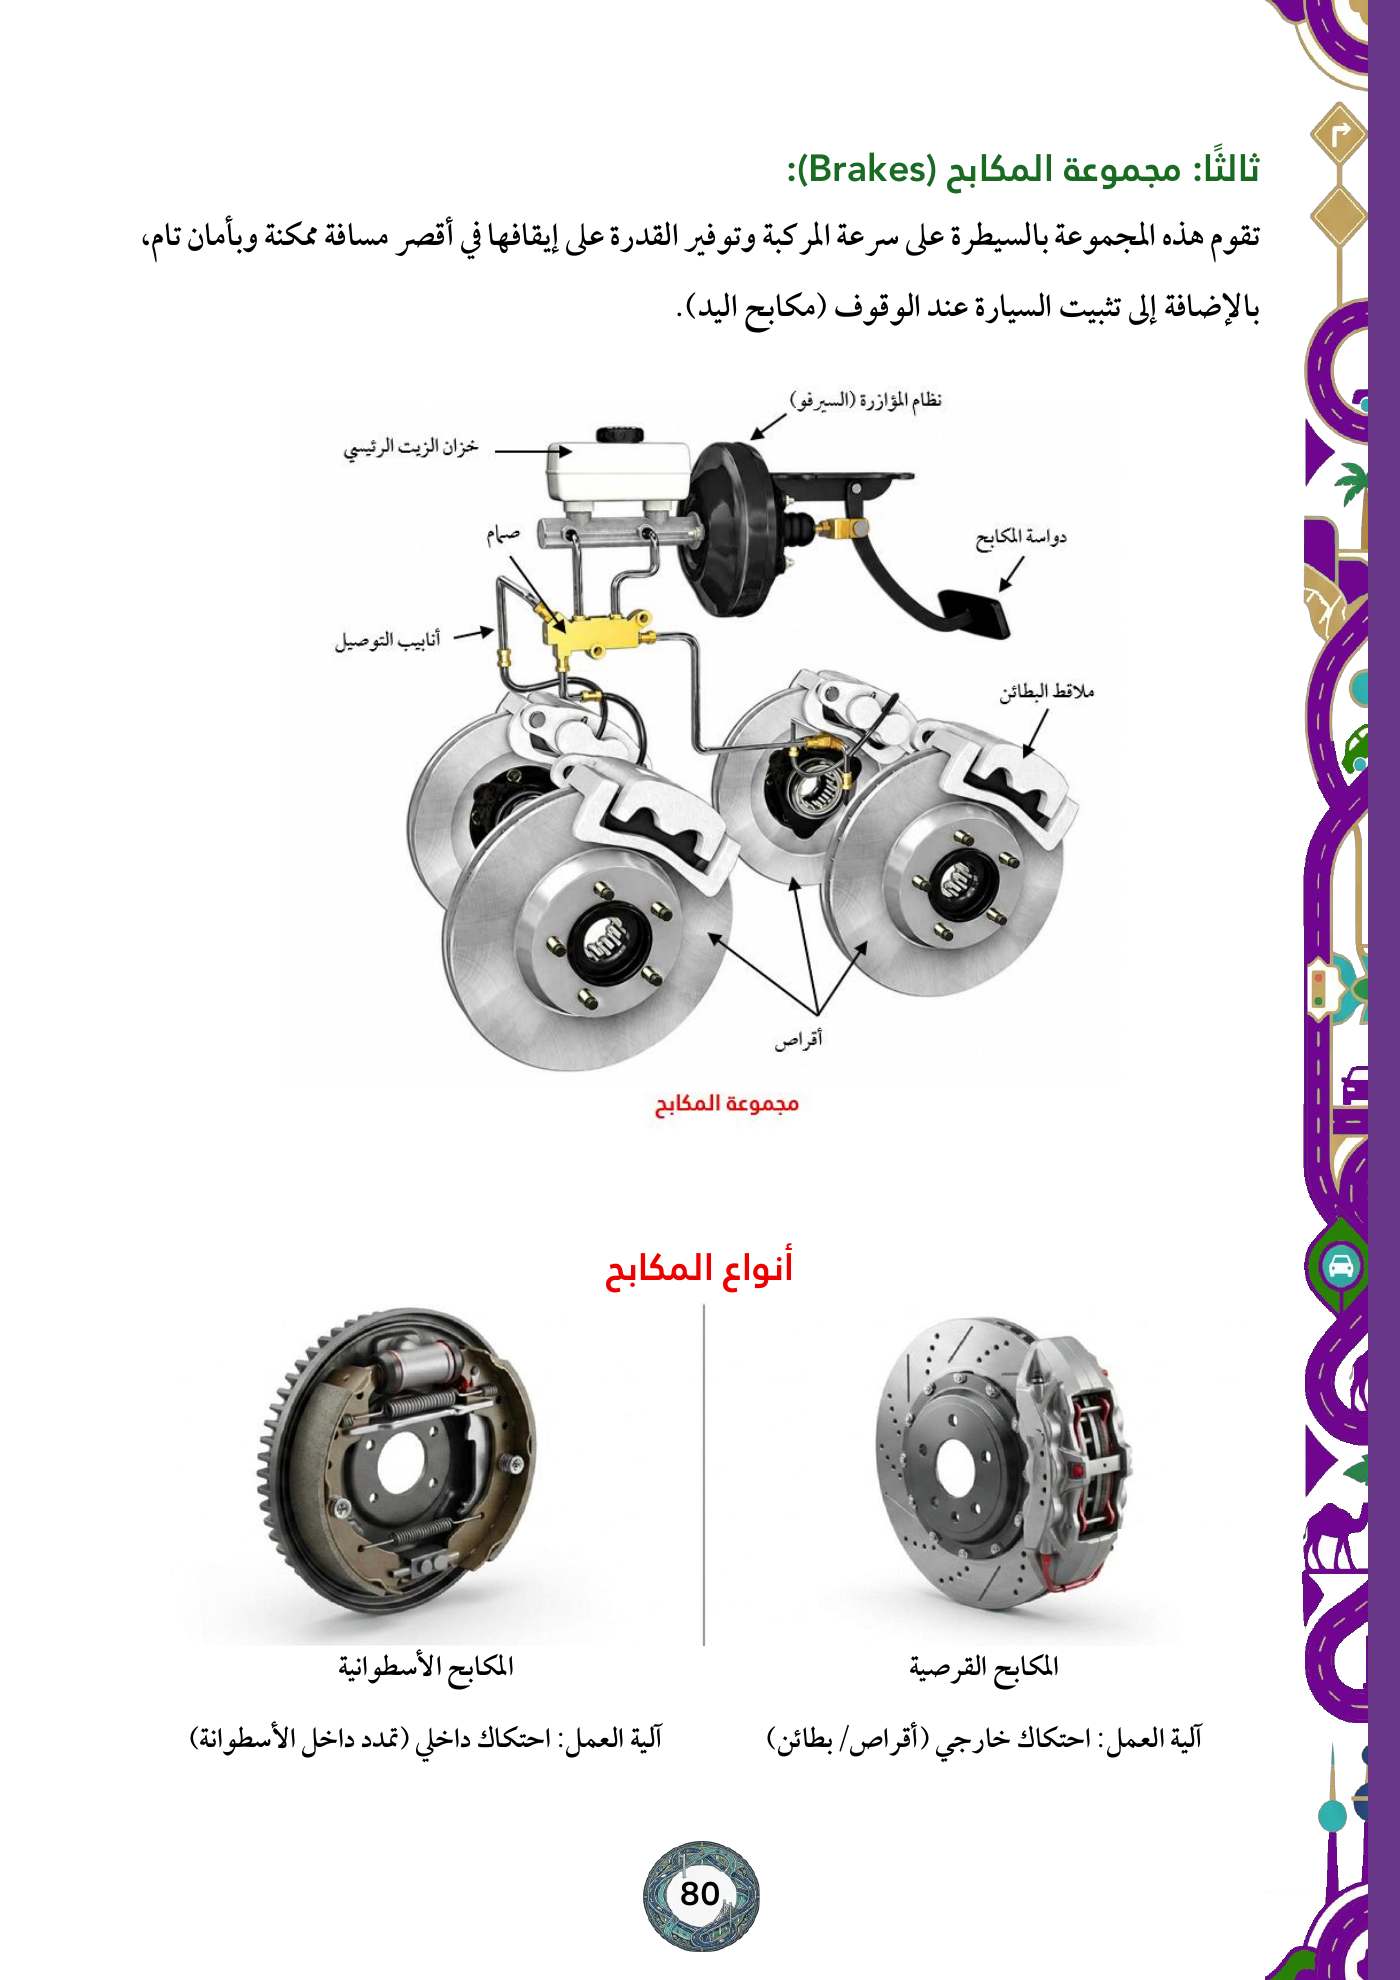 ثالثًا: مجموعة المكابح (Brakes):
تقوم هذه المجموعة بالسيطرة على سرعة المركبة وتوفير القدرة على إيقافها في أقصر مسافة ممكنة وبأمان تام،
بالإضافة إلى تثبيت السيارة عند الوقوف (مكابح اليد).
نظام المؤازرة (السيرفو)
خزان الزيت الرئيسي
صمام
دواسة المكابح
أنابيب التوصيل
ملاقط البطائن
أقراص
مجموعة المكابح
أنواع المكابح
المكابح القرصية
المكابح الأسطوانية
آلية العمل: احتكاك خارجي (أقراص/ بطائن)
آلية العمل: احتكاك داخلي (تمدد داخل الأسطوانة)
80